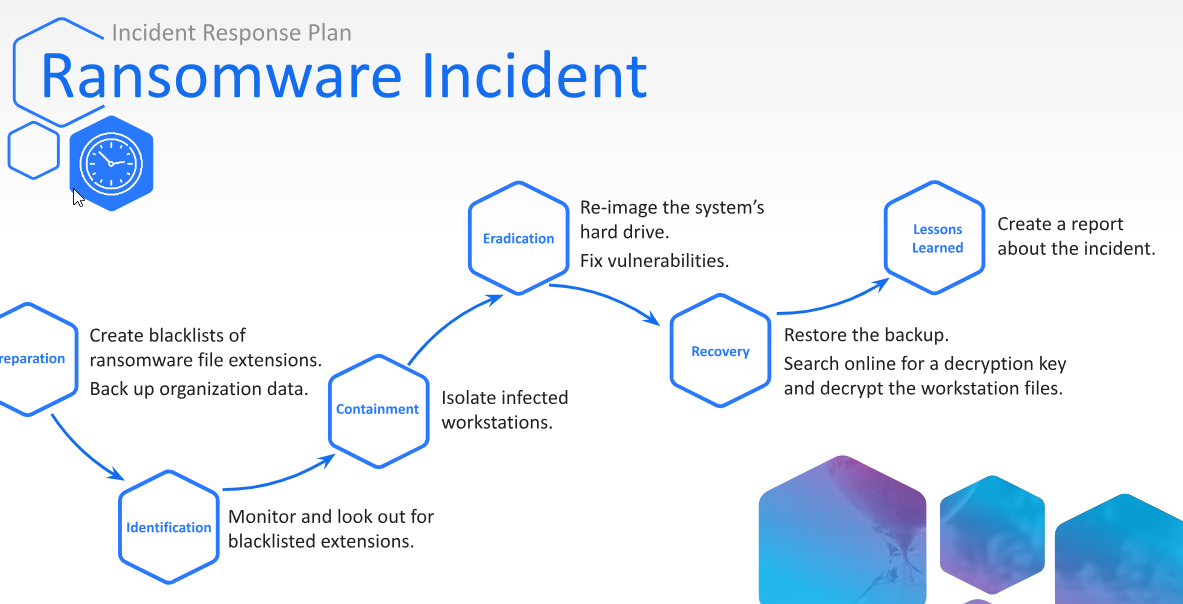 Incident Response Plan
Ransomware Incident
reparation
Create blacklists of
ransomware file extensions.
Back up organization data.
Identification
Monitor and look out for
blacklisted extensions.
Containment
Isolate infected
workstations.
Eradication
Re-image the system's
hard drive.
Fix vulnerabilities.
Recovery
Restore the backup.
Search online for a decryption key
and decrypt the workstation files.
Lessons
Learned
Create a report
about the incident.